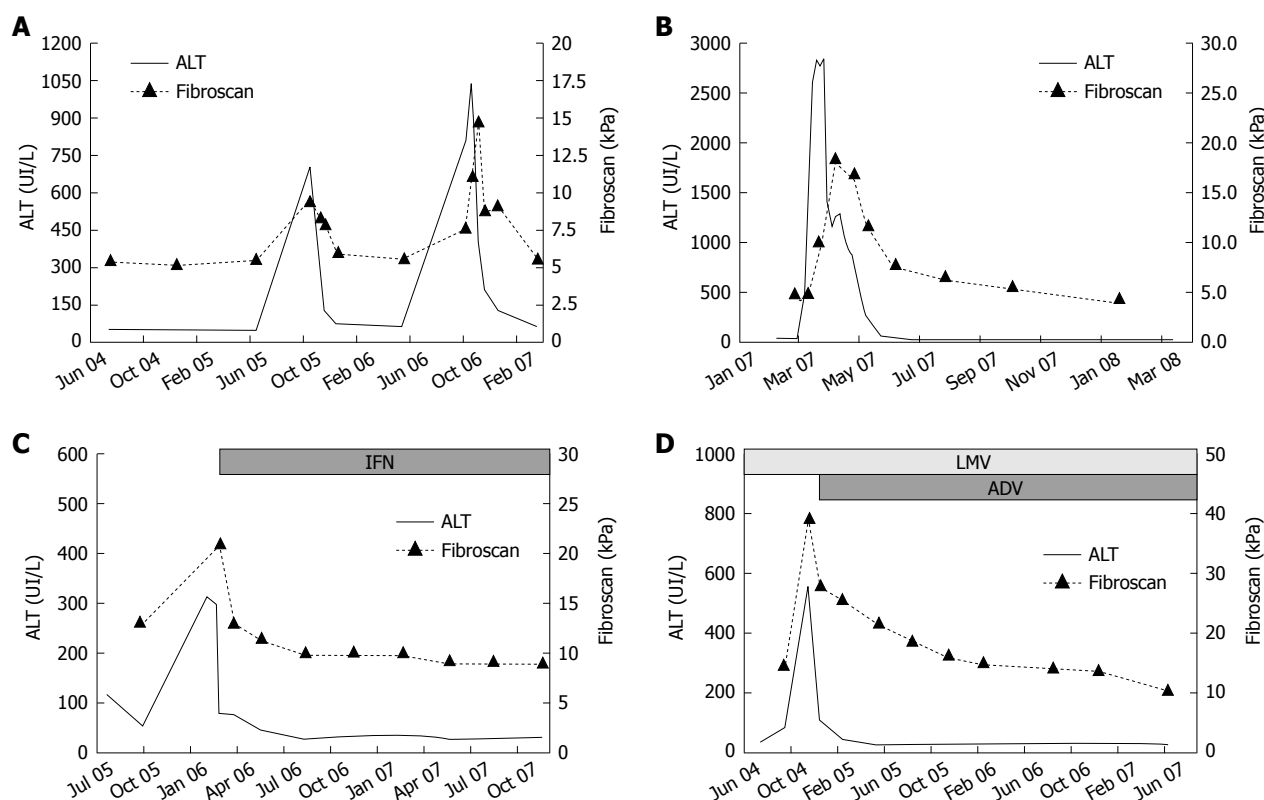 A
ALT (UI/L)
1200
1050
900
750
600
450
300
150
0
ALT
Fibroscan
20
17.5
15
12.5
10
7.5
5
2.5
0
Fibroscan (kPa)
Jun 04
Oct 04
Feb 05
Jun 05
Oct 05
Feb 06
Jun 06
Oct 06
Feb 07
B
ALT (UI/L)
3000
2500
2000
1500
1000
500
0
ALT
Fibroscan
30.0
25.0
20.0
15.0
10.0
5.0
0.0
Fibroscan (kPa)
Jan 07
Mar 07
May 07
Jul 07
Sep 07
Nov 07
Jan 08
Mar 08
C
ALT (UI/L)
600
500
400
300
200
100
0
IFN
ALT
Fibroscan
30
25
20
15
10
5
0
Fibroscan (kPa)
Jul 05
Oct 05
Jan 06
Apr 06
Jul 06
Oct 06
Jan 07
Apr 07
Jul 07
Oct 07
D
ALT (UI/L)
1000
800
600
400
200
0
LMV
ADV
ALT
Fibroscan
50
40
30
20
10
0
Fibroscan (kPa)
Jun 04
Oct 04
Feb 05
Jun 05
Oct 05
Feb 06
Jun 06
Oct 06
Feb 07
Jun 07